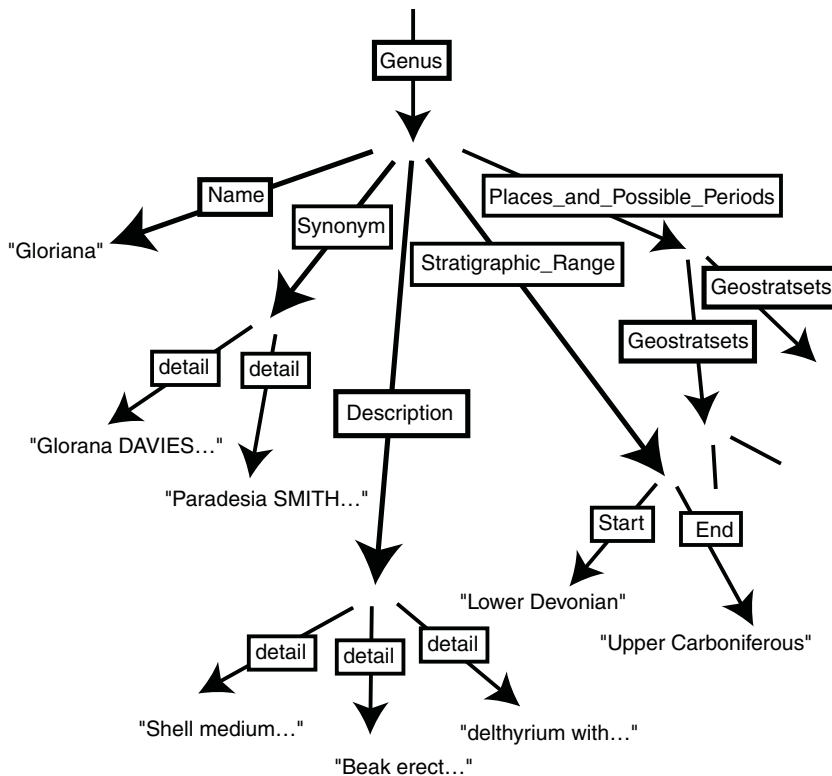 Genus
Name
Places_and_Possible_Periods
Synonym
"Gloriana"
Stratigraphic_Range
Geostratsets
Geostratsets
detail
detail
Description
"Glorana DAVIES…"
"Paradesia SMITH…"
Start
End
"Lower Devonian"
"Upper Carboniferous"
detail
detail
detail
"Shell medium…"
"delthyrium with…"
"Beak erect…"